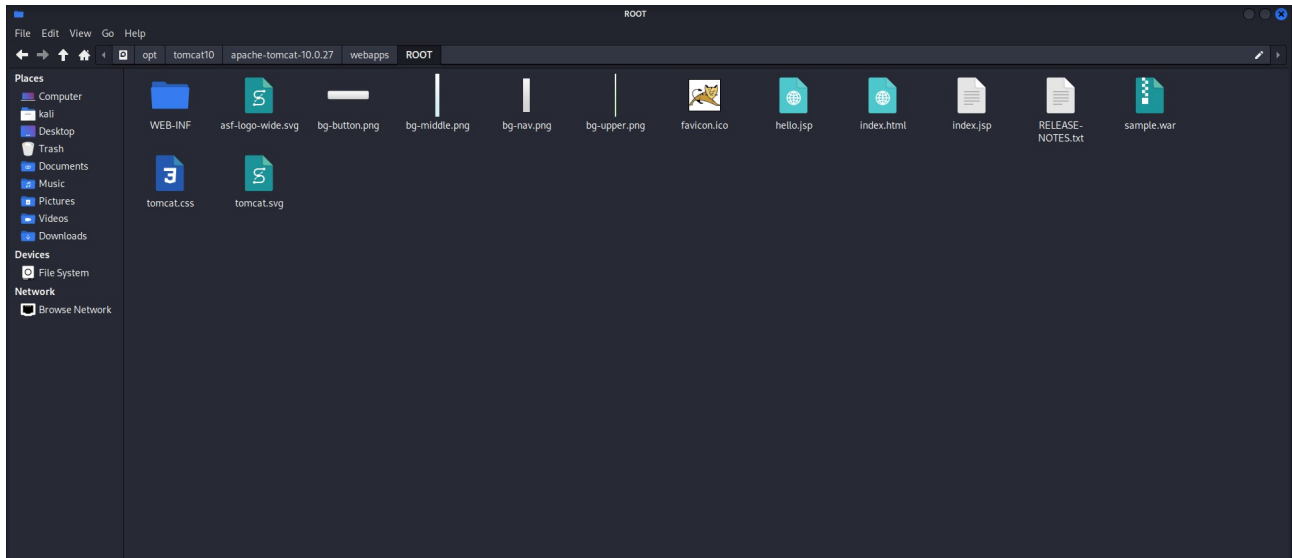 ROOT
File Edit View Go Help
opt tomcat10 apache-tomcat-10.0.27 webapps ROOT
Places
Computer
kali
Desktop
Trash
Documents
Music
Pictures
Videos
Downloads
Devices
File System
Network
Browse Network
WEB-INF asf-logo-wide.svg bg-button.png bg-middle.png bg-nav.png bg-upper.png favicon.ico hello.jsp index.html index.jsp RELEASE-
NOTES.txt sample.war
tomcat.css tomcat.svg